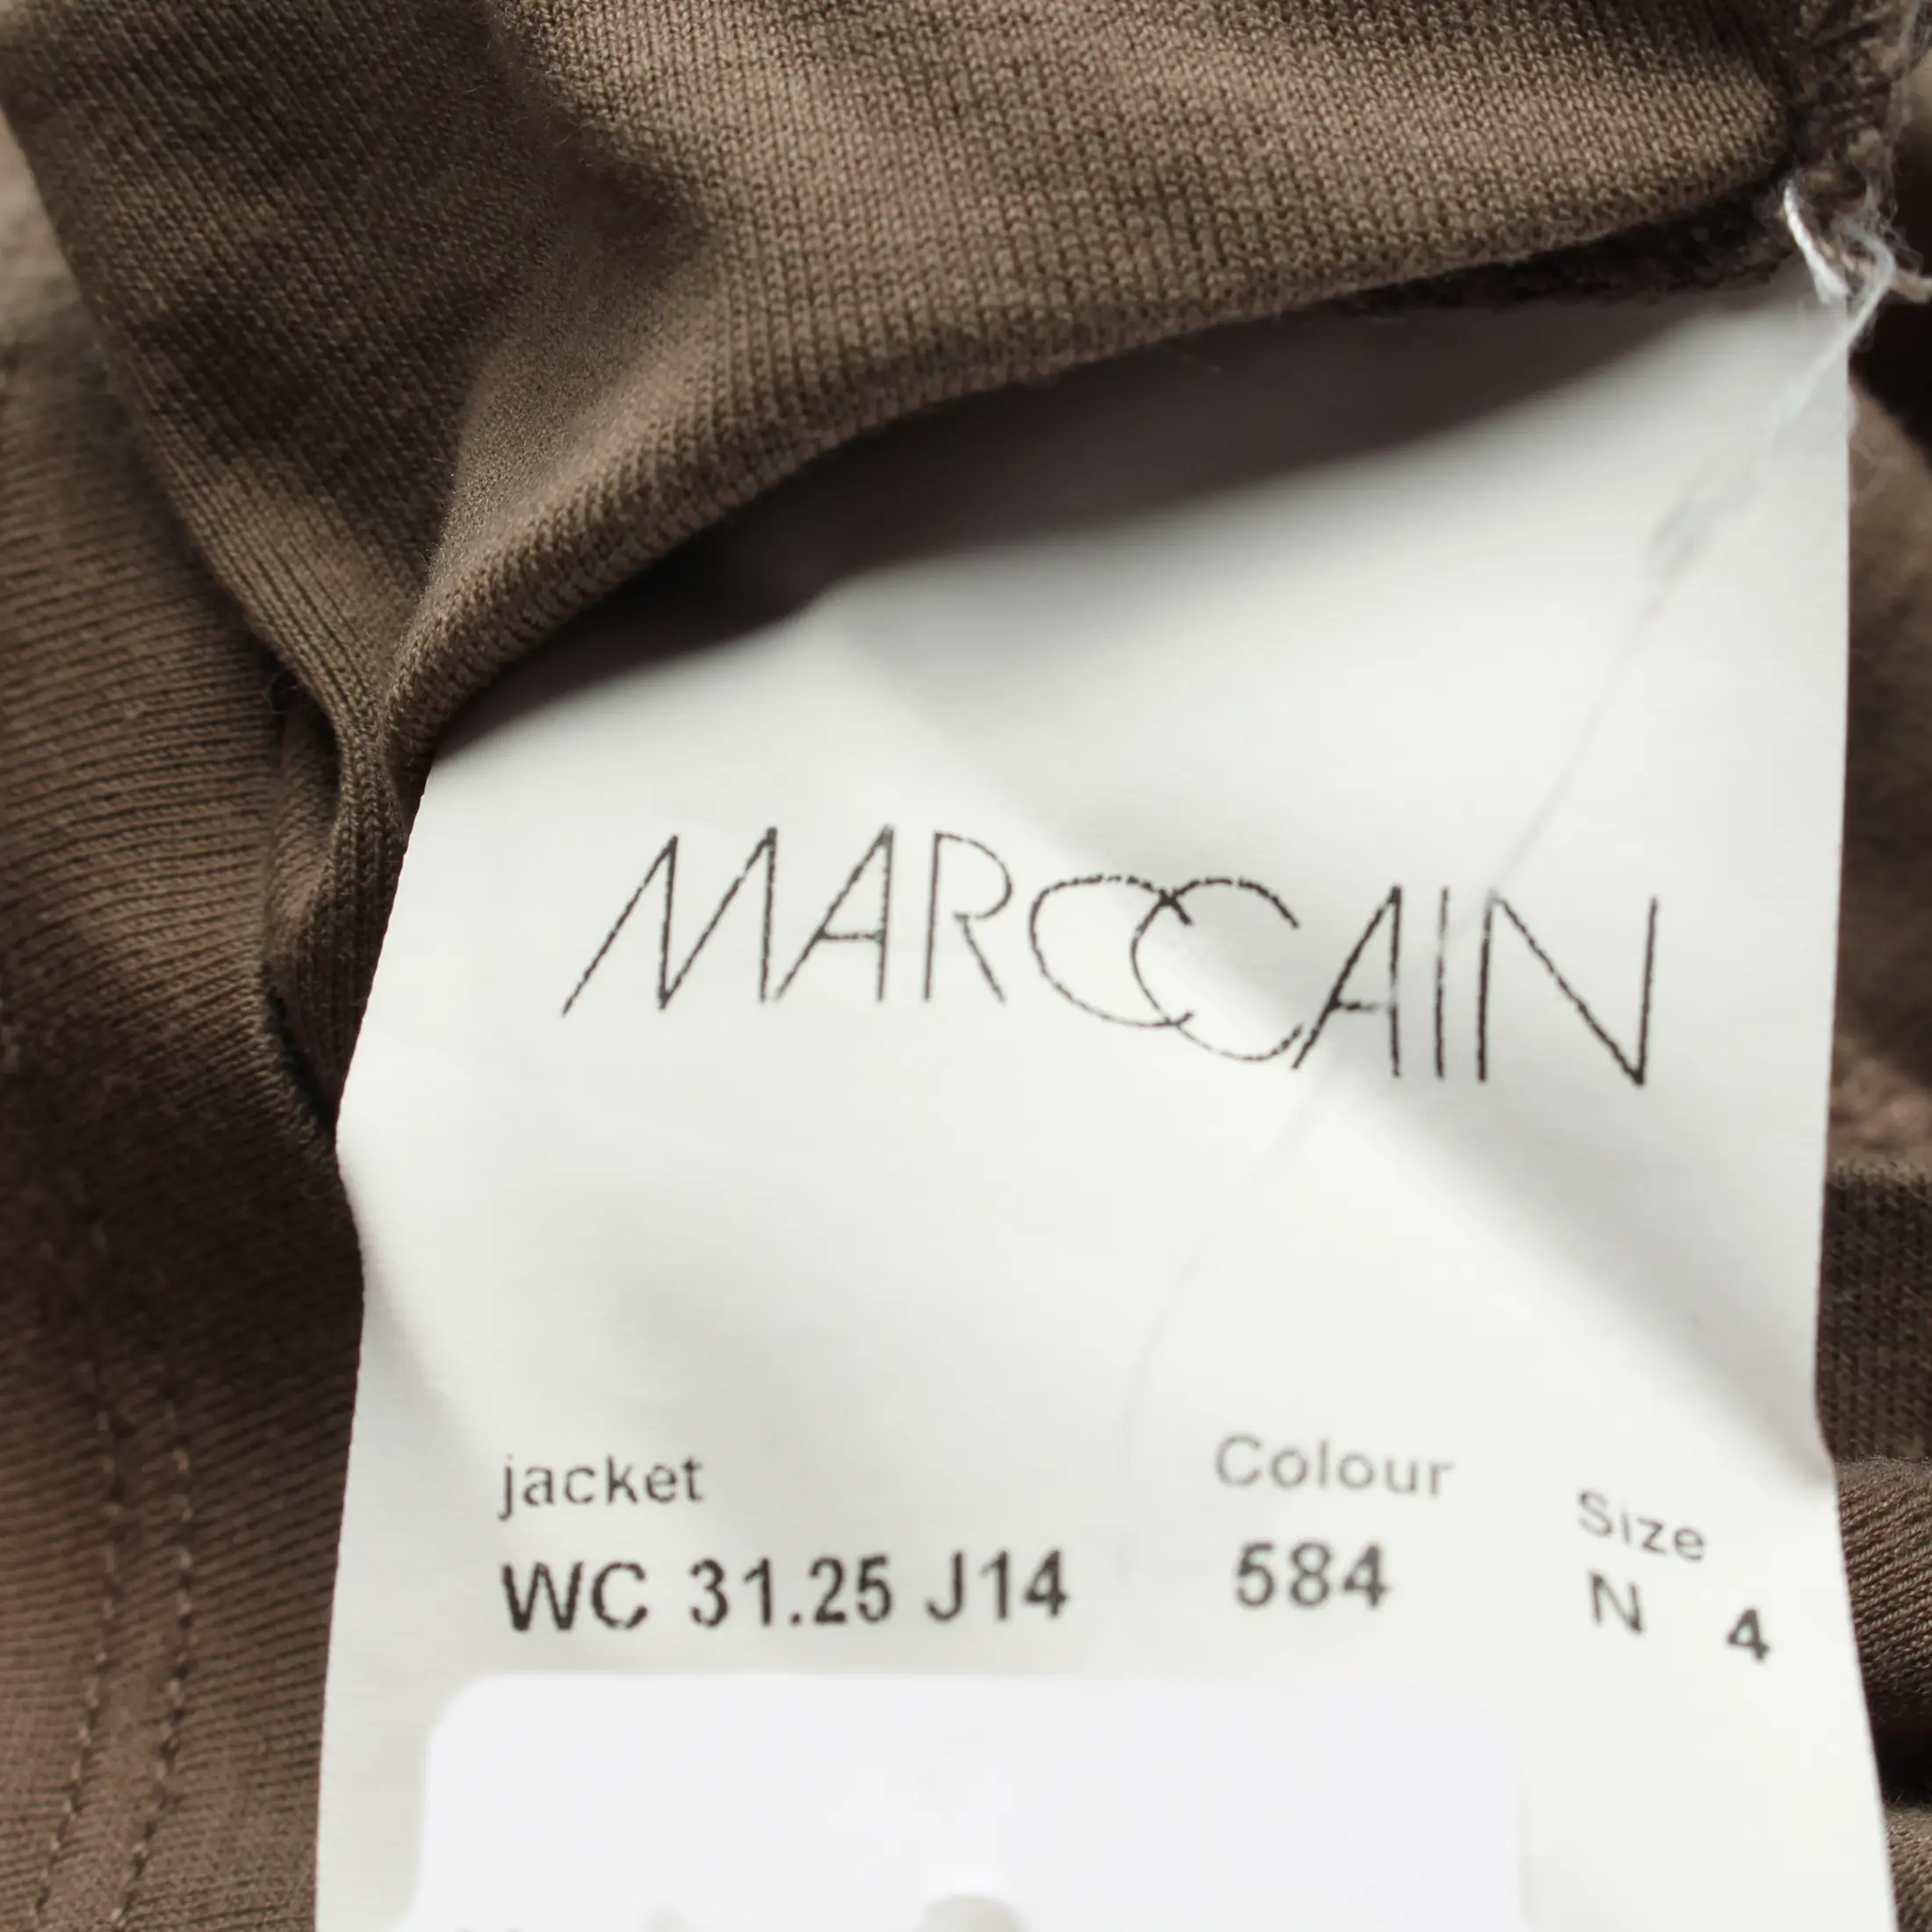 MARCCAIN
jacket Colour Size
WC 31.25 J14 584 N 4